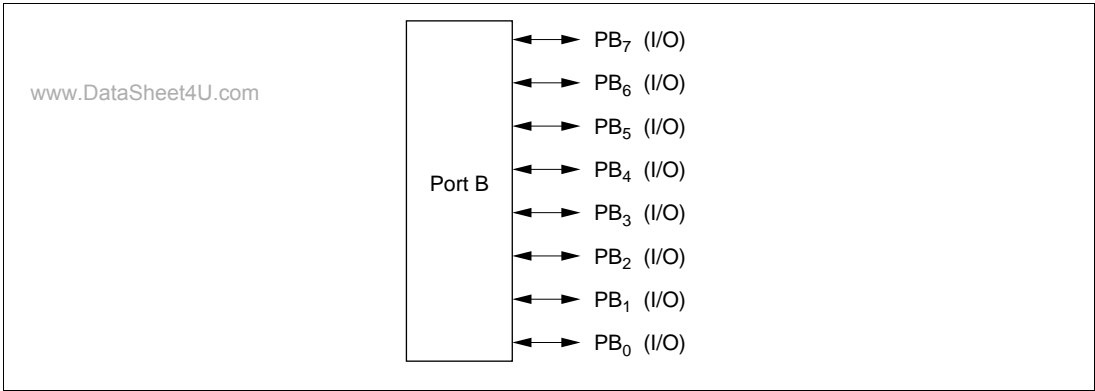 PB₇ (I/O)
www.DataSheet4U.com
PB₆ (I/O)
PB₅ (I/O)
PB₄ (I/O)
Port B
PB₃ (I/O)
PB₂ (I/O)
PB₁ (I/O)
PB₀ (I/O)